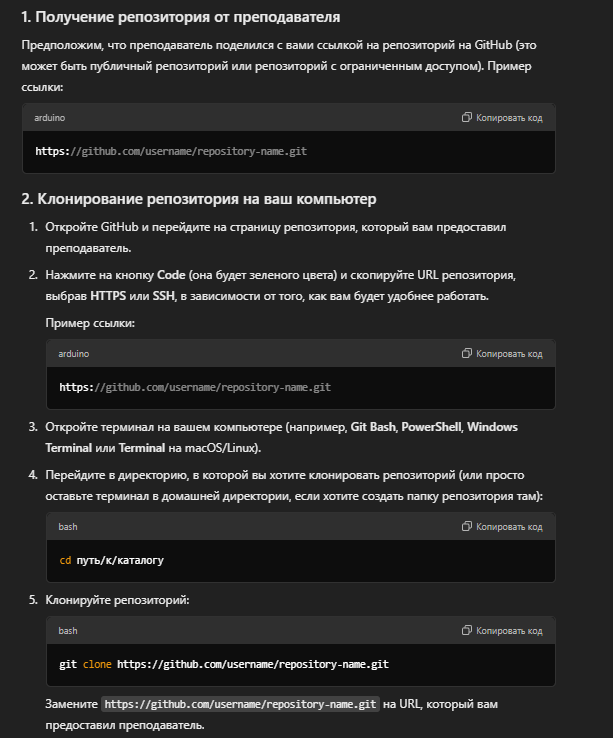 1. Получение репозитория от преподавателя
Предположим, что преподаватель поделился с вами ссылкой на репозиторий на GitHub (это
может быть публичный репозиторий или репозиторий с ограниченным доступом). Пример
ссылки:
arduino Копировать код
https://github.com/username/repository-name.git
2. Клонирование репозитория на ваш компьютер
1. Откройте GitHub и перейдите на страницу репозитория, который вам предоставил
преподаватель.
2. Нажмите на кнопку Code (она будет зеленого цвета) и скопируйте URL репозитория,
выбрав HTTPS или SSH, в зависимости от того, как вам будет удобнее работать.
Пример ссылки:
arduino Копировать код
https://github.com/username/repository-name.git
3. Откройте терминал на вашем компьютере (например, Git Bash, PowerShell, Windows
Terminal или Terminal на macOS/Linux).
4. Перейдите в директорию, в которой вы хотите клонировать репозиторий (или просто
оставьте терминал в домашней директории, если хотите создать папку репозитория там):
bash Копировать код
cd путь/к/каталогу
5. Клонируйте репозиторий:
bash Копировать код
git clone https://github.com/username/repository-name.git
Замените https://github.com/username/repository-name.git на URL, который вам
предоставил преподаватель.